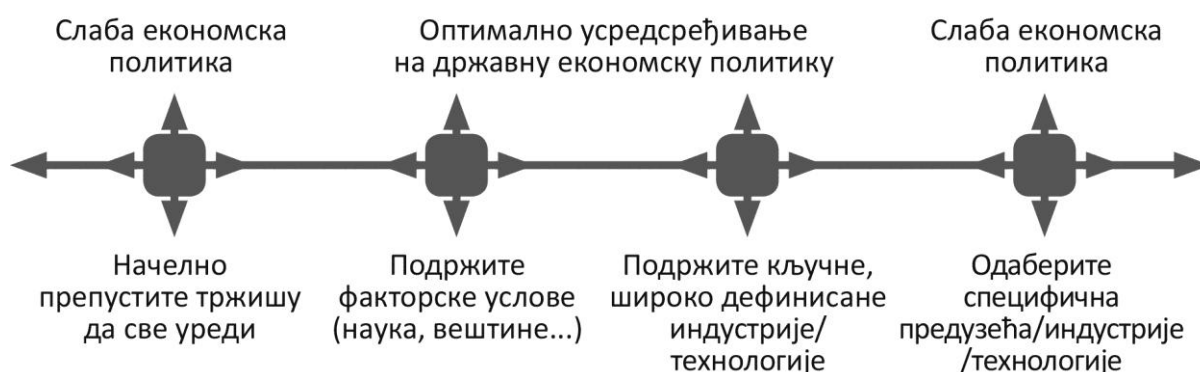 Слаба економска
политика
Оптимално усредсређивање
на државну економску политику
Слаба економска
политика
Начелно
препустите тржишу
да све уреди
Подржите
факторске услове
(наука, вештине...)
Подржите кључне,
широко дефинисане
индустрије/
технологије
Одаберите
специфична
предузећа/индустрије
/технологије